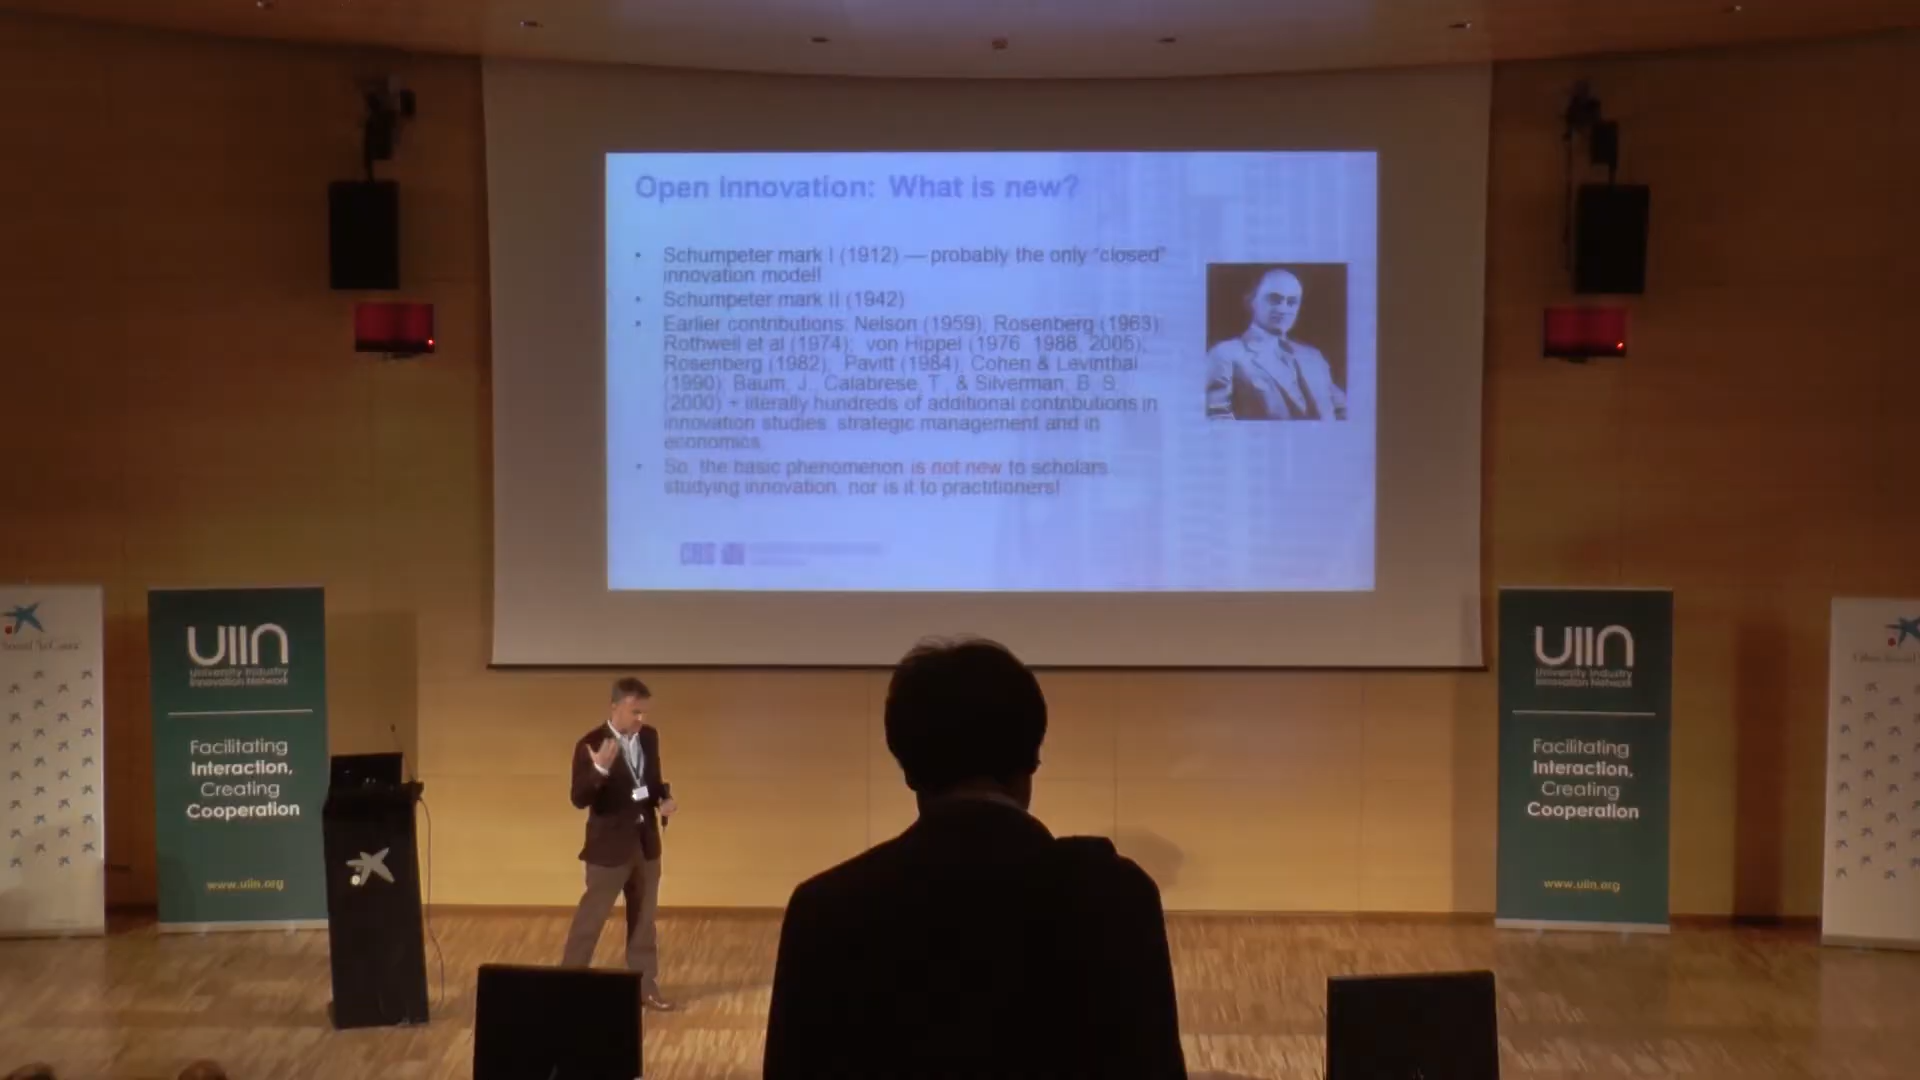 Open Innovation: What is new?
• Schumpeter mark I (1912) — probably the only "closed"
innovation model!
• Schumpeter mark II (1942)
• Earlier contributions: Nelson (1959); Rosenberg (1963);
Rothwell et al (1974); von Hippel (1976, 1988, 2005);
Rosenberg (1982); Pavitt (1984), Cohen & Levinthal
(1990); Baum, J., Calabrese, T., & Silverman, B. S.
(2000) + literally hundreds of additional contributions in
innovation studies, strategic management and in
economics.
• So, the basic phenomenon is not new to scholars
studying innovation, nor is it to practitioners!
CBS
UIIN
University Industry
Innovation Network
Facilitating
Interaction,
Creating
Cooperation
www.uiin.org
UIIN
University Industry
Innovation Network
Facilitating
Interaction,
Creating
Cooperation
www.uiin.org